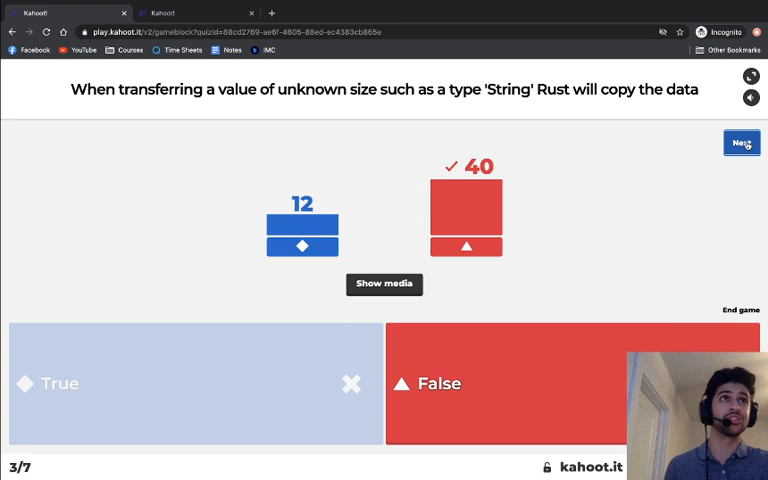 Kahoot!
Kahoot!
play.kahoot.it/v2/gameblock?quizId=88cd2769-ae6f-4605-88ed-ec4383cb865e
Incognito
Facebook
YouTube
Courses
Time Sheets
Notes
IMC
Other Bookmarks
When transferring a value of unknown size such as a type 'String' Rust will copy the data
Next
12
40
Show media
End game
True
False
3/7
kahoot.it